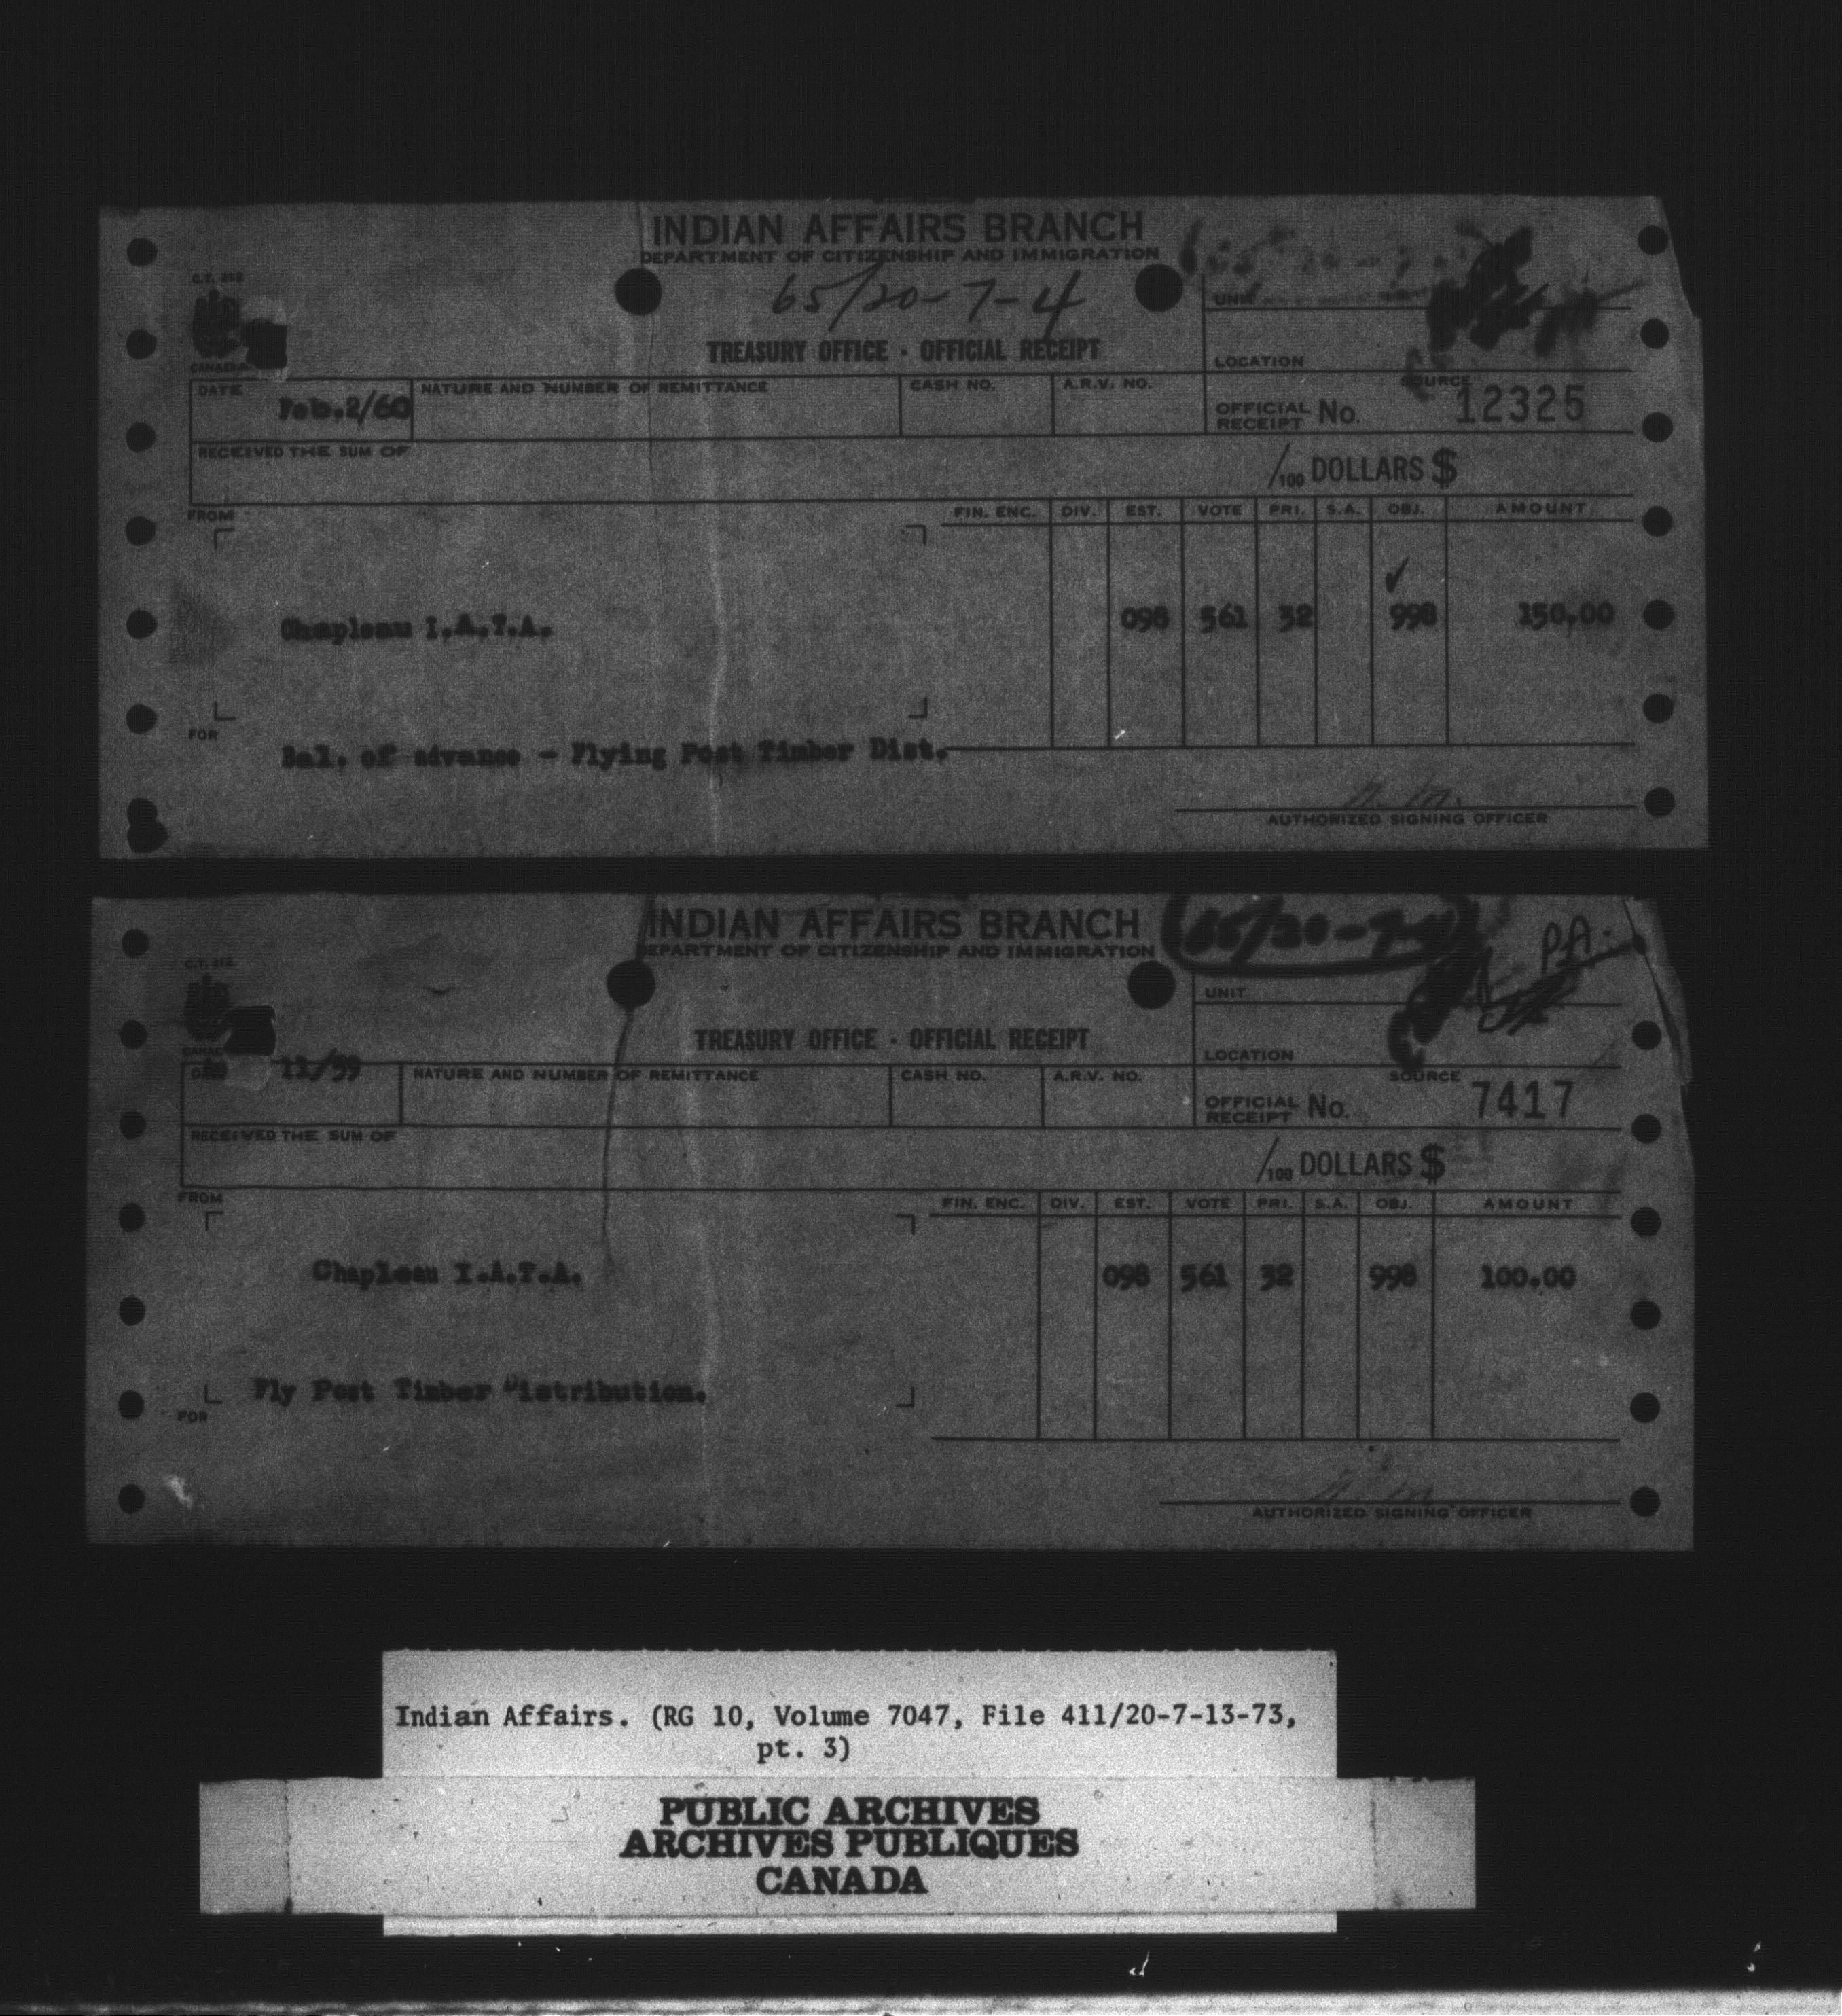 INDIAN AFFAIRS BRANCH
DEPARTMENT OF CITIZENSHIP AND IMMIGRATION
65/20-7-4
C.T. 212
CANADA
UNIT
TREASURY OFFICE · OFFICIAL RECEIPT
LOCATION
SOURCE
DATE Feb.2/60 NATURE AND NUMBER OF REMITTANCE CASH NO. A.R.V. NO. OFFICIAL RECEIPT No. 12325
RECEIVED THE SUM OF /100 DOLLARS $
FROM FIN. ENC. DIV. EST. VOTE PRI. S.A. OBJ. AMOUNT
✓
Chapleau I.A.T.A. 098 561 32 998 150.00
FOR
Bal. of advance - Flying Post Timber Dist.
AUTHORIZED SIGNING OFFICER
INDIAN AFFAIRS BRANCH 65/20-7-4
DEPARTMENT OF CITIZENSHIP AND IMMIGRATION P.A.
C.T. 212
UNIT
TREASURY OFFICE · OFFICIAL RECEIPT
LOCATION
SOURCE
11/59 NATURE AND NUMBER OF REMITTANCE CASH NO. A.R.V. NO. OFFICIAL RECEIPT No. 7417
RECEIVED THE SUM OF /100 DOLLARS $
FROM FIN. ENC. DIV. EST. VOTE PRI. S.A. OBJ. AMOUNT
Chapleau I.A.T.A. 098 561 32 998 100.00
Fly Post Timber Distribution.
FOR
AUTHORIZED SIGNING OFFICER
Indian Affairs. (RG 10, Volume 7047, File 411/20-7-13-73,
pt. 3)
PUBLIC ARCHIVES
ARCHIVES PUBLIQUES
CANADA